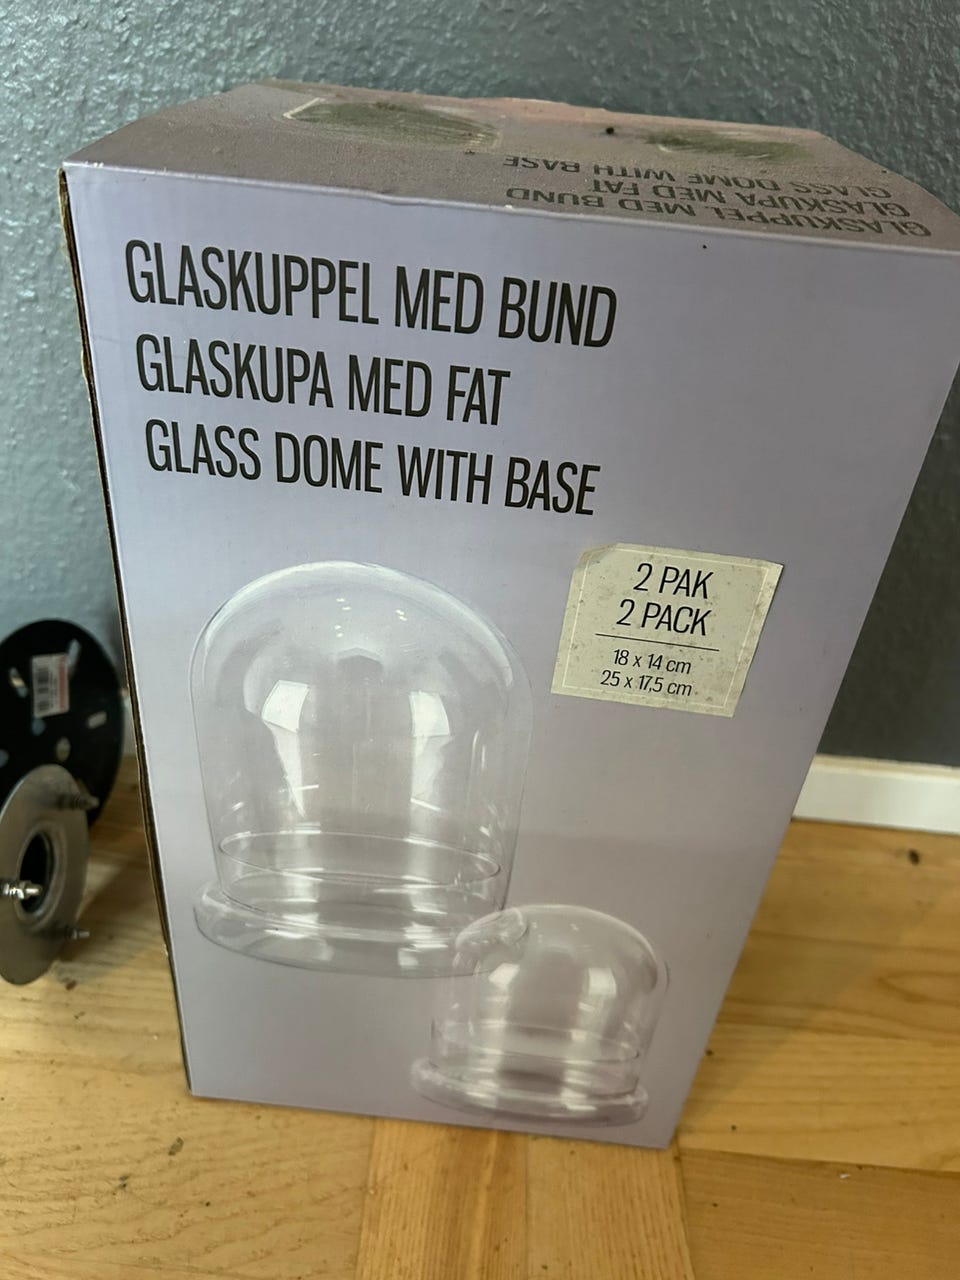 GLASKUPPEL MED BUND
GLASKUPA MED FAT
GLASS DOME WITH BASE
GLASKUPPEL MED BUND
GLASKUPA MED FAT
GLASS DOME WITH BASE
2 PAK
2 PACK
18 x 14 cm
25 x 17,5 cm